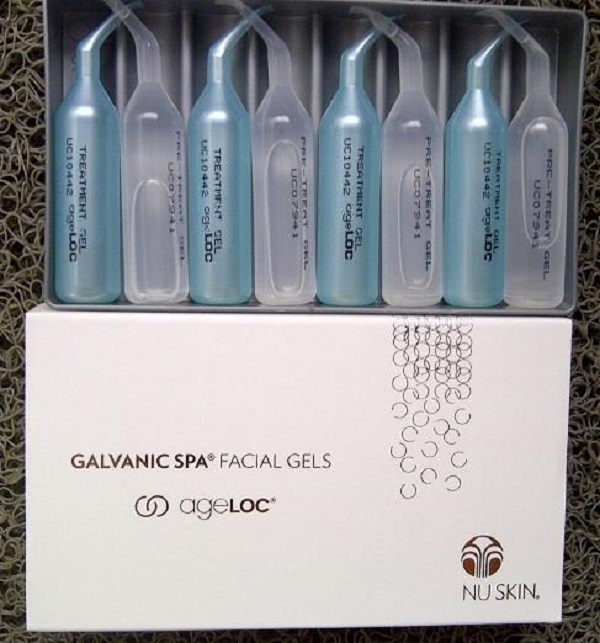 TREATMENT GEL
UC10442 ageLOC
PRE-TREAT GEL
UC07941
TREATMENT GEL
UC10442 ageLOC
PRE-TREAT GEL
UC07941
TREATMENT GEL
UC10442 ageLOC
PRE-TREAT GEL
UC07941
TREATMENT GEL
UC10442 ageLOC
PRE-TREAT GEL
UC07941
GALVANIC SPA® FACIAL GELS
ageLOC®
NU SKIN.